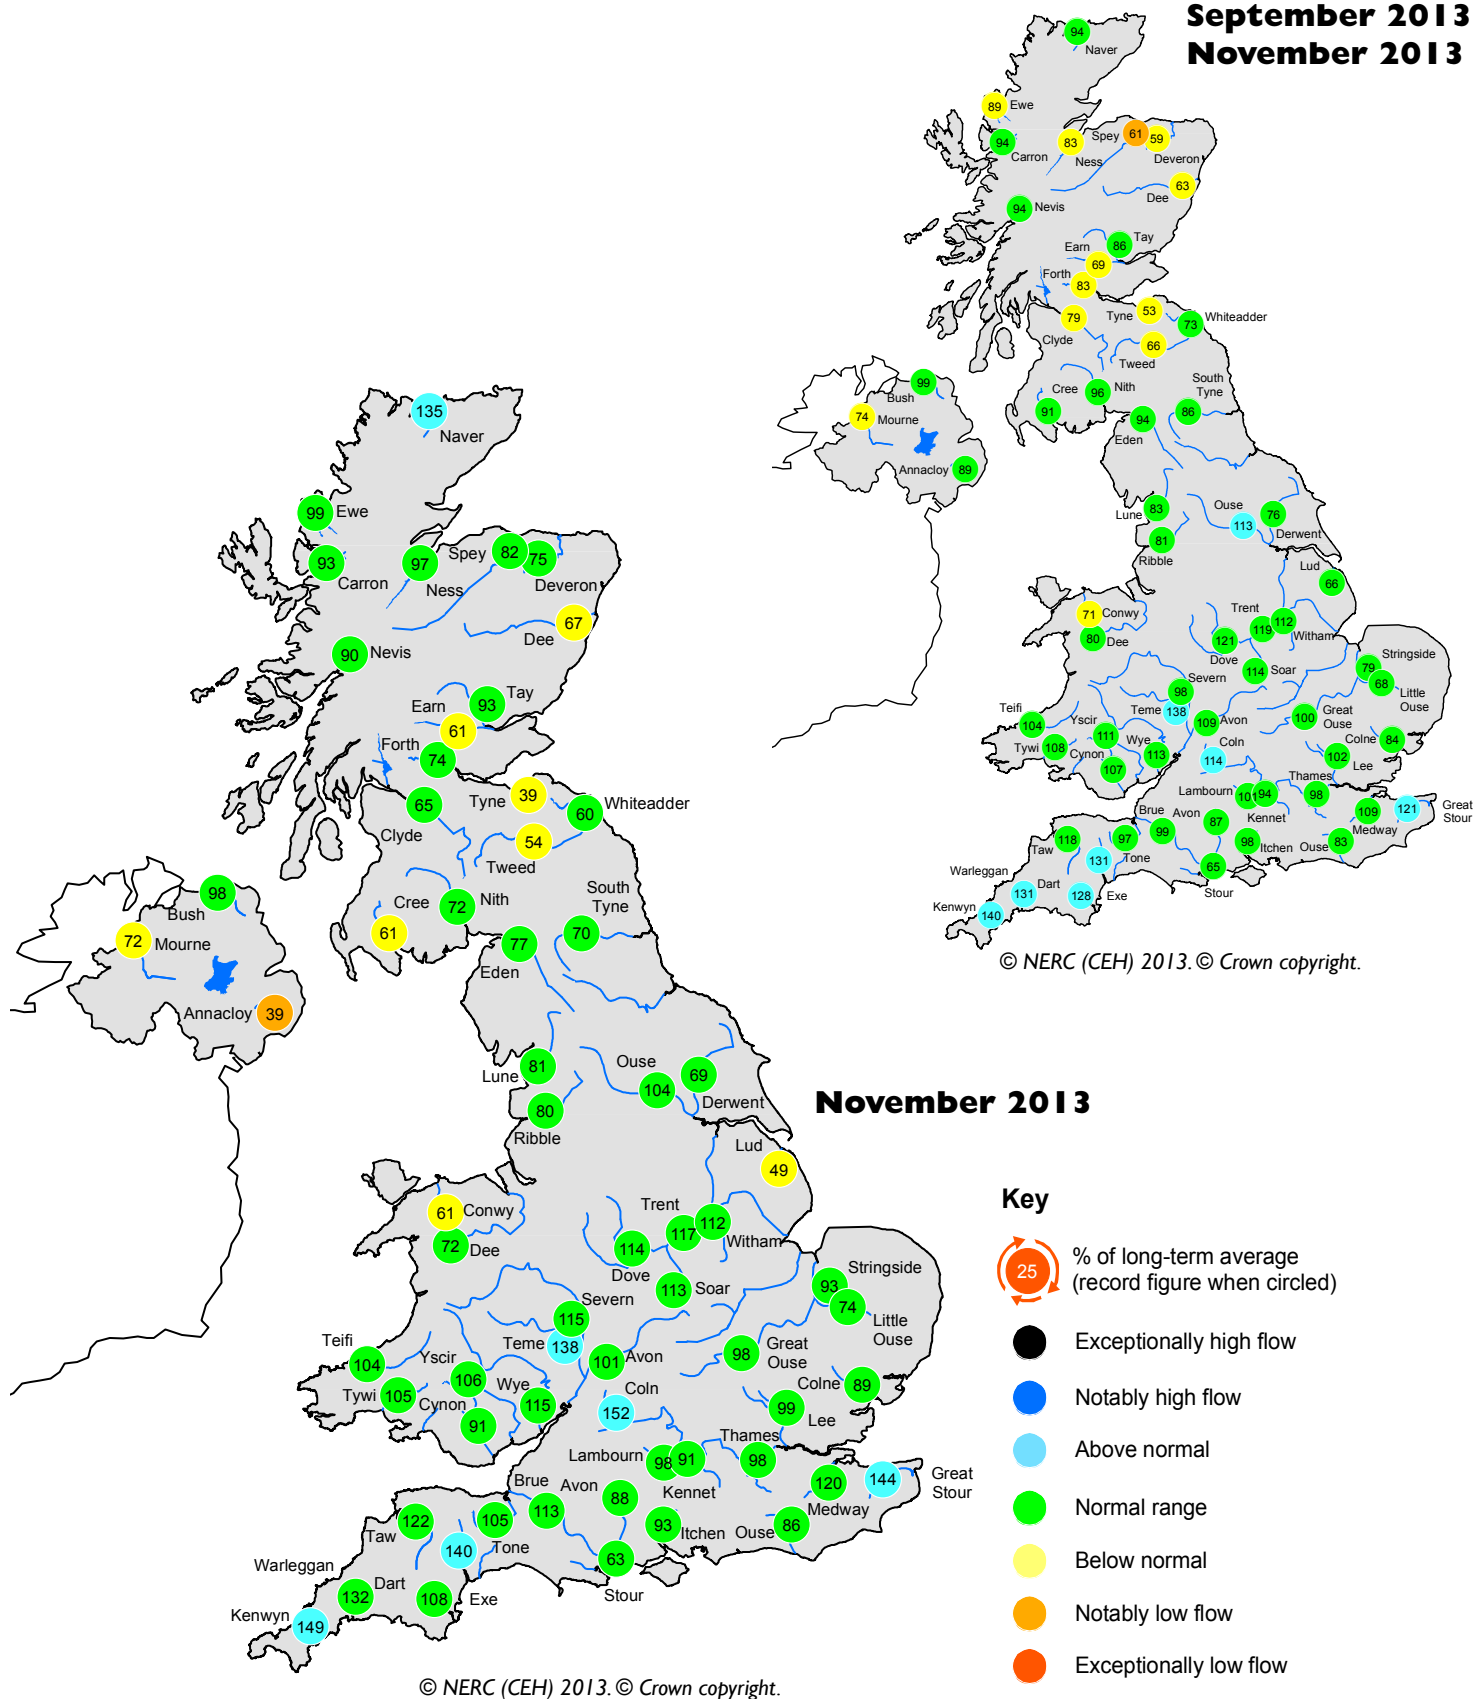 September 2013
November 2013
94
Naver
89
Ewe
94
Carron
83
Ness
Spey
61
59
Deveron
63
Dee
94
Nevis
Tay
86
Earn
69
Forth
83
79
Clyde
Tyne
53
73
Whiteadder
66
Tweed
South
Tyne
86
Cree
91
96
Nith
94
Eden
99
Bush
74
Mourne
Annacloy
89
Lune
83
81
Ribble
Ouse
113
76
Derwent
Lud
66
71
Conwy
80
Dee
Trent
119
112
Witham
121
Dove
114
Soar
Stringside
79
68
Little
Ouse
Severn
98
Teme
138
109
Avon
100
Great
Ouse
Teifi
104
Yscir
111
Wye
113
Tywi
108
Cynon
107
Coln
114
Colne
84
102
Lee
Thames
98
Lambourn
101
94
Kennet
109
Medway
121
Great
Stour
Brue
99
Avon
87
98
Itchen
Ouse
83
Taw
118
97
Tone
131
65
Stour
Warleggan
131
Dart
128
Exe
Kenwyn
140
© NERC (CEH) 2013. © Crown copyright.
135
Naver
99
Ewe
93
Carron
97
Ness
Spey
82
75
Deveron
67
Dee
90
Nevis
Tay
93
Earn
61
Forth
74
65
Clyde
Tyne
39
60
Whiteadder
54
Tweed
South
Tyne
70
Cree
61
72
Nith
77
Eden
98
Bush
72
Mourne
Annacloy
39
Lune
81
80
Ribble
Ouse
104
69
Derwent
Lud
49
61
Conwy
72
Dee
Trent
117
112
Witham
114
Dove
113
Soar
Stringside
93
74
Little
Ouse
Severn
115
Teme
138
101
Avon
98
Great
Ouse
Teifi
104
Yscir
106
Wye
115
Tywi
105
Cynon
91
Coln
152
Colne
89
99
Lee
Thames
98
Lambourn
98
91
Kennet
120
Medway
144
Great
Stour
Brue
113
Avon
88
93
Itchen
Ouse
86
Taw
122
105
Tone
140
63
Stour
Warleggan
132
Dart
108
Exe
Kenwyn
149
© NERC (CEH) 2013. © Crown copyright.
November 2013
Key
25
% of long-term average
(record figure when circled)
Exceptionally high flow
Notably high flow
Above normal
Normal range
Below normal
Notably low flow
Exceptionally low flow